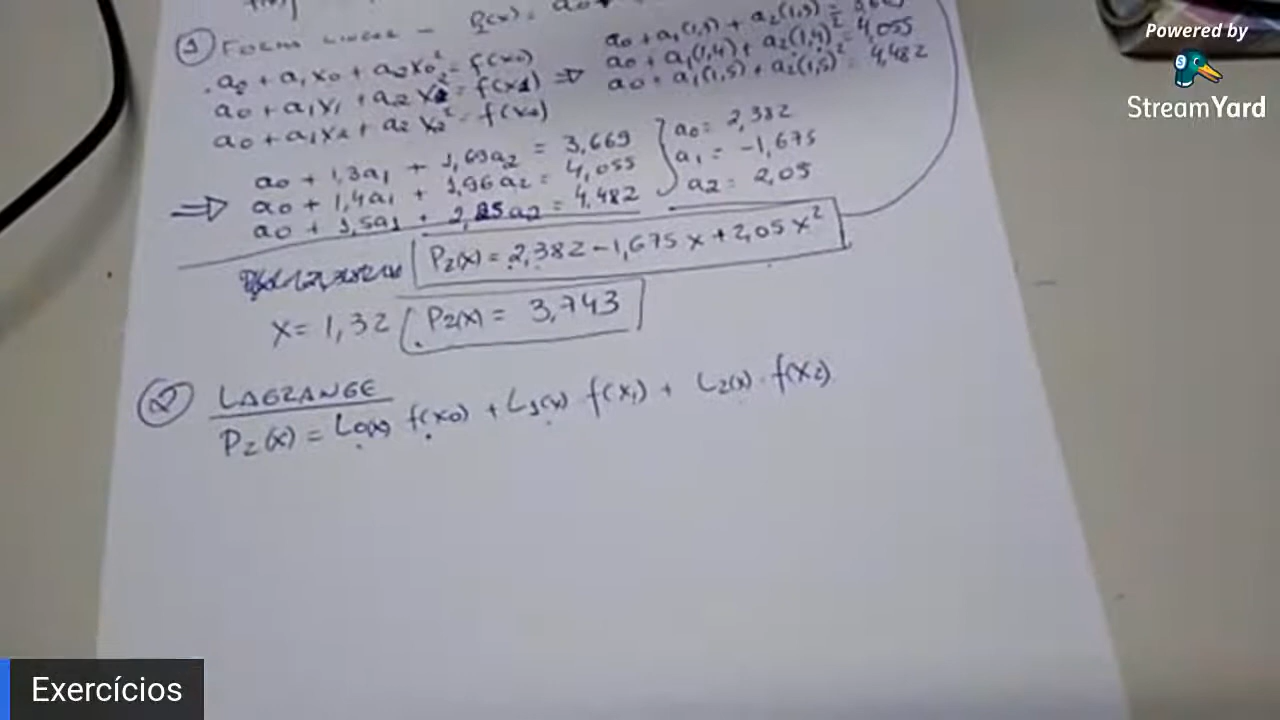 ① FORMA LINEAR - P₂(x) = a₀ +
a₀ + a₁x₀ + a₂x₀² = f(x₀)
a₀ + a₁x₁ + a₂x₁² = f(x₁) ⇒
a₀ + a₁x₂ + a₂x₂² = f(x₂)
a₀ + a₁(1,3) + a₂(1,3)² =
a₀ + a₁(1,4) + a₂(1,4)² = 4,055
a₀ + a₁(1,5) + a₂(1,5)² = 4,482
a₀ + 1,3a₁ + 1,69a₂ = 3,669
⇒ a₀ + 1,4a₁ + 1,96a₂ = 4,055
a₀ + 1,5a₁ + 2,25a₂ = 4,482
a₀ = 2,382
a₁ = -1,675
a₂ = 2,05
P₂(x) = 2,382 - 1,675x + 2,05x²
x = 1,32 P₂(x) = 3,743
② LAGRANGE
P₂(x) = L₀(x) f(x₀) + L₁(x) · f(x₁) + L₂(x) · f(x₂)
Powered by
StreamYard
Exercícios